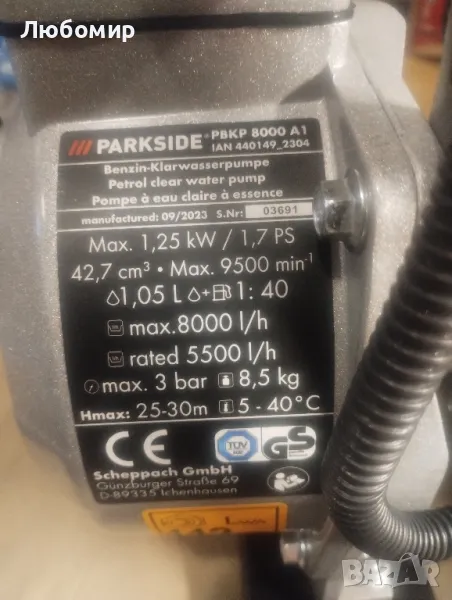 Любомир
/// PARKSIDE® PBKP 8000 A1
IAN 440149_2304
Benzin-Klarwasserpumpe
Petrol clear water pump
Pompe à eau claire à essence
manufactured: 09/2023 S.Nr: 03691
Max. 1,25 kW / 1,7 PS
42,7 cm³ • Max. 9500 min⁻¹
1,05 L + 1: 40
max.8000 l/h
rated 5500 l/h
max. 3 bar 8,5 kg
Hmax: 25-30m 5 - 40°C
CE TÜV GS
Scheppach GmbH
Günzburger Straße 69
D-89335 Ichenhausen
BAZAR